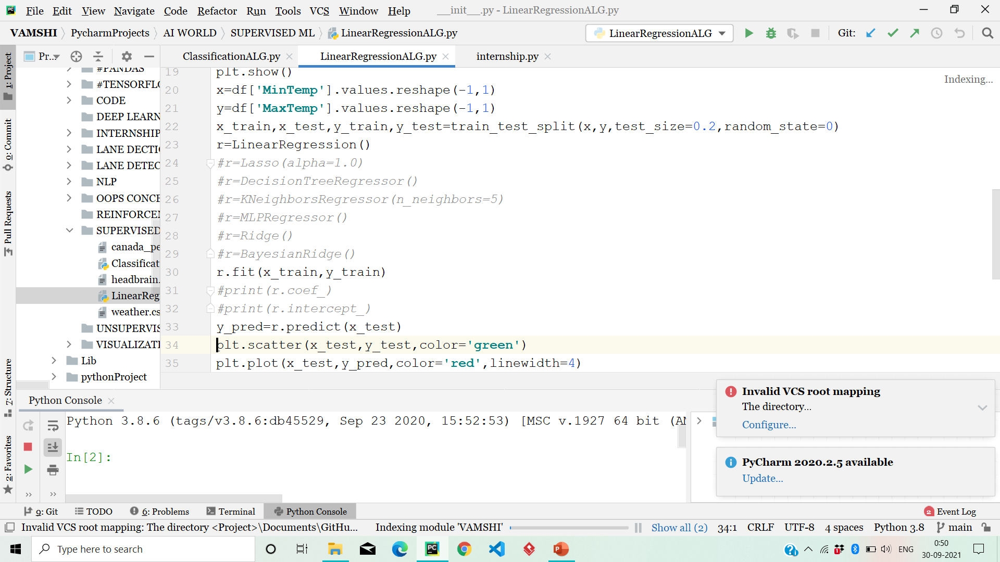 File Edit View Navigate Code Refactor Run Tools VCS Window Help __init__.py - LinearRegressionALG.py
VAMSHI PycharmProjects AI WORLD SUPERVISED ML LinearRegressionALG.py LinearRegressionALG Git:
1: Project
0: Commit
Pull Requests
Z: Structure
2: Favorites
Pr...
ClassificationALG.py LinearRegressionALG.py internship.py
#PANDAS
#TENSORFLO
CODE
DEEP LEARN
INTERNSHIP
LANE DECTI
LANE DETEC
NLP
OOPS CONCE
REINFORCEM
SUPERVISED
canada_pe
Classificat
headbrain.
LinearReg
weather.cs
UNSUPERVIS
VISUALIZATI
Lib
pythonProject
Indexing...
19 plt.show()
20 x=df['MinTemp'].values.reshape(-1,1)
21 y=df['MaxTemp'].values.reshape(-1,1)
22 x_train,x_test,y_train,y_test=train_test_split(x,y,test_size=0.2,random_state=0)
23 r=LinearRegression()
24 #r=Lasso(alpha=1.0)
25 #r=DecisionTreeRegressor()
26 #r=KNeighborsRegressor(n_neighbors=5)
27 #r=MLPRegressor()
28 #r=Ridge()
29 #r=BayesianRidge()
30 r.fit(x_train,y_train)
31 #print(r.coef_)
32 #print(r.intercept_)
33 y_pred=r.predict(x_test)
34 plt.scatter(x_test,y_test,color='green')
35 plt.plot(x_test,y_pred,color='red',linewidth=4)
Python Console
Python 3.8.6 (tags/v3.8.6:db45529, Sep 23 2020, 15:52:53) [MSC v.1927 64 bit (AM
In[2]:
Invalid VCS root mapping
The directory...
Configure...
PyCharm 2020.2.5 available
Update...
9: Git TODO 6: Problems Terminal Python Console 2 Event Log
Invalid VCS root mapping: The directory <Project>\Documents\GitHu... Indexing module 'VAMSHI' Show all (2) 34:1 CRLF UTF-8 4 spaces Python 3.8 main
Type here to search
ENG
0:50
30-09-2021